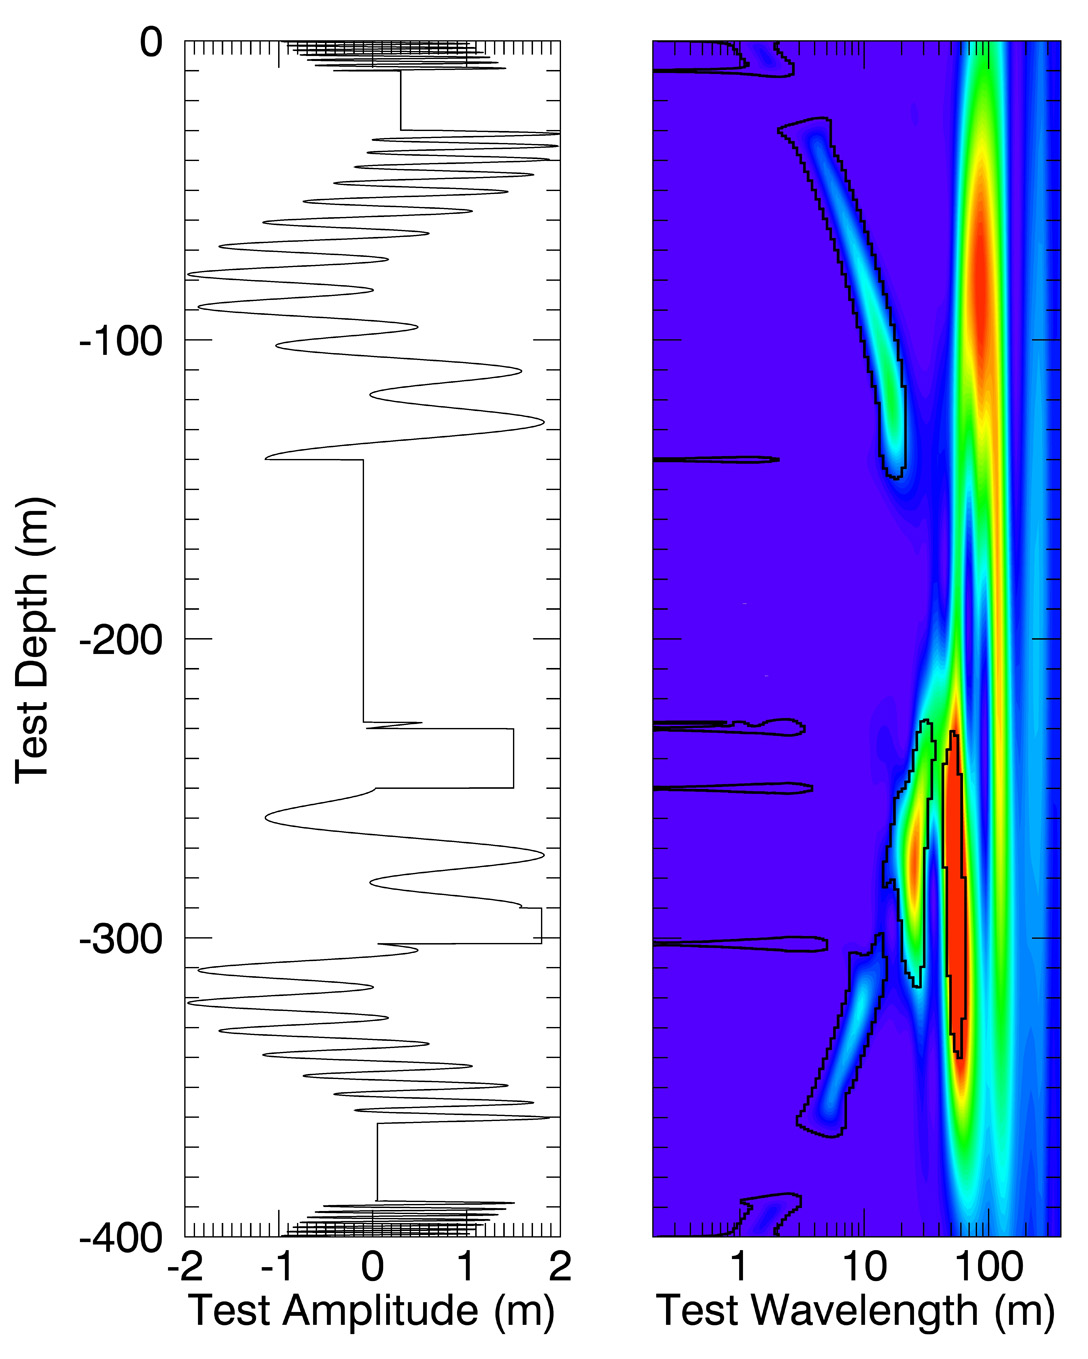 Test Depth (m)
0
-100
-200
-300
-400
-2 -1 0 1 2
Test Amplitude (m)
1 10 100
Test Wavelength (m)